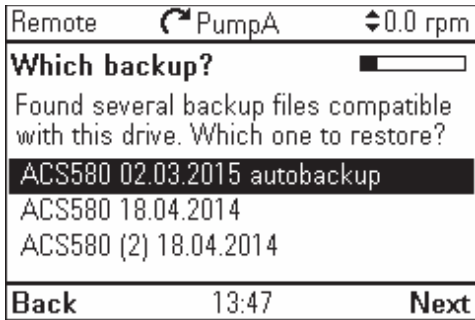 Remote PumpA 0.0 rpm
Which backup?
Found several backup files compatible
with this drive. Which one to restore?
ACS580 02.03.2015 autobackup
ACS580 18.04.2014
ACS580 (2) 18.04.2014
Back 13:47 Next